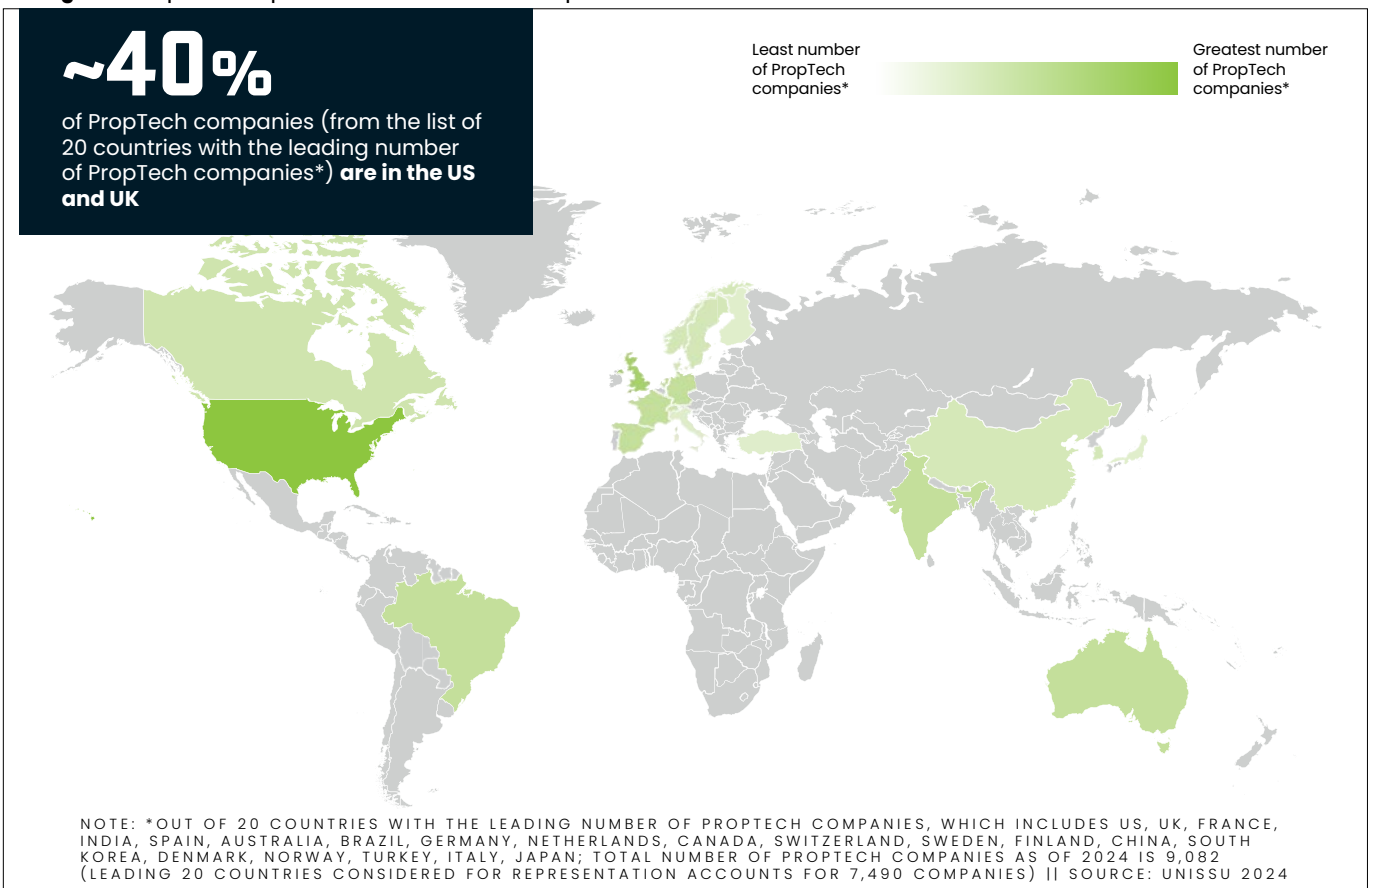 ~40%
of PropTech companies (from the list of
20 countries with the leading number
of PropTech companies*) are in the US
and UK
Least number
of PropTech
companies*
Greatest number
of PropTech
companies*
NOTE: *OUT OF 20 COUNTRIES WITH THE LEADING NUMBER OF PROPTECH COMPANIES, WHICH INCLUDES US, UK, FRANCE,
INDIA, SPAIN, AUSTRALIA, BRAZIL, GERMANY, NETHERLANDS, CANADA, SWITZERLAND, SWEDEN, FINLAND, CHINA, SOUTH
KOREA, DENMARK, NORWAY, TURKEY, ITALY, JAPAN; TOTAL NUMBER OF PROPTECH COMPANIES AS OF 2024 IS 9,082
(LEADING 20 COUNTRIES CONSIDERED FOR REPRESENTATION ACCOUNTS FOR 7,490 COMPANIES) || SOURCE: UNISSU 2024